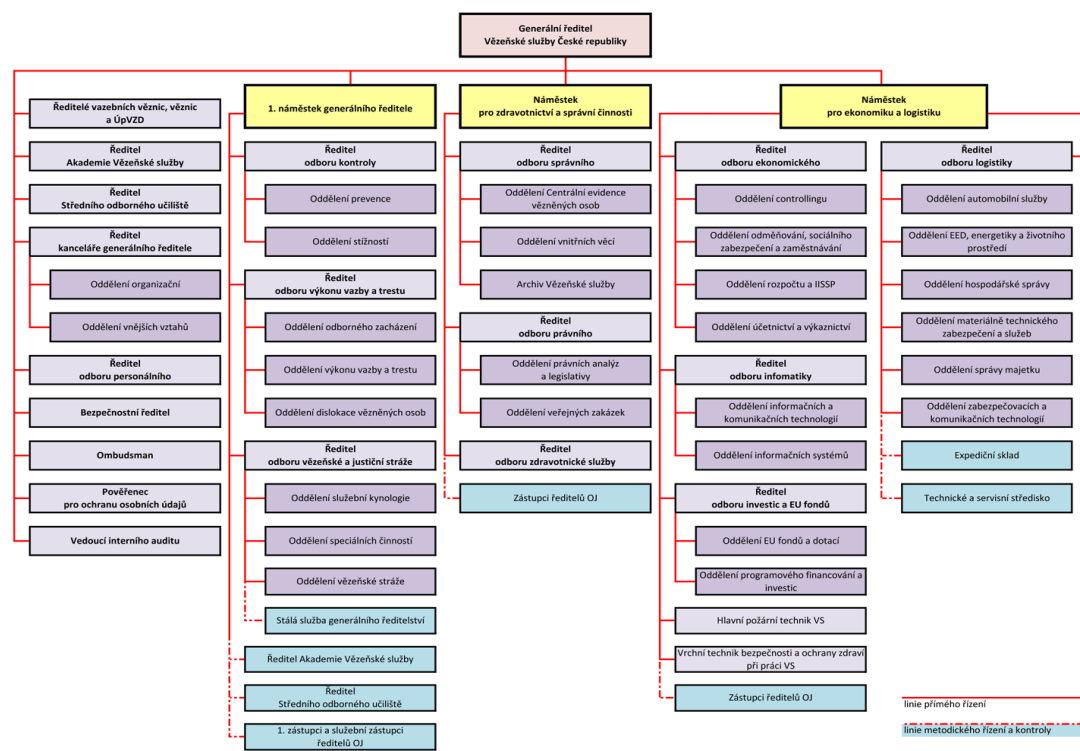 Generální ředitel
Vězeňské služby České republiky
Ředitelé vazebních věznic, věznic
a ÚpVZD
Ředitel
Akademie Vězeňské služby
Ředitel
Středního odborného učiliště
Ředitel
kanceláře generálního ředitele
Oddělení organizační
Oddělení vnějších vztahů
Ředitel
odboru personálního
Bezpečnostní ředitel
Ombudsman
Pověřenec
pro ochranu osobních údajů
Vedoucí interního auditu
1. náměstek generálního ředitele
Ředitel
odboru kontroly
Oddělení prevence
Oddělení stížností
Ředitel
odboru výkonu vazby a trestu
Oddělení odborného zacházení
Oddělení výkonu vazby a trestu
Oddělení dislokace vězněných osob
Ředitel
odboru vězeňské a justiční stráže
Oddělení služební kynologie
Oddělení speciálních činností
Oddělení vězeňské stráže
Stálá služba generálního ředitelství
Ředitel Akademie Vězeňské služby
Ředitel
Středního odborného učiliště
1. zástupci a služební zástupci
ředitelů OJ
Náměstek
pro zdravotnictví a správní činnosti
Ředitel
odboru správního
Oddělení Centrální evidence
vězněných osob
Oddělení vnitřních věcí
Archiv Vězeňské služby
Ředitel
odboru právního
Oddělení právních analýz
a legislativy
Oddělení veřejných zakázek
Ředitel
odboru zdravotnické služby
Zástupci ředitelů OJ
Náměstek
pro ekonomiku a logistiku
Ředitel
odboru ekonomického
Oddělení controllingu
Oddělení odměňování, sociálního
zabezpečení a zaměstnávání
Oddělení rozpočtu a IISSP
Oddělení účetnictví a výkaznictví
Ředitel
odboru infomatiky
Oddělení informačních a
komunikačních technologií
Oddělení informačních systémů
Ředitel
odboru investic a EU fondů
Oddělení EU fondů a dotací
Oddělení programového financování a
investic
Hlavní požární technik VS
Vrchní technik bezpečnosti a ochrany zdraví
při práci VS
Zástupci ředitelů OJ
Ředitel
odboru logistiky
Oddělení automobilní služby
Oddělení EED, energetiky a životního
prostředí
Oddělení hospodářské správy
Oddělení materiálně technického
zabezpečení a služeb
Oddělení správy majetku
Oddělení zabezpečovacích a
komunikačních technologií
Expediční sklad
Technické a servisní středisko
linie přímého řízení
linie metodického řízení a kontroly